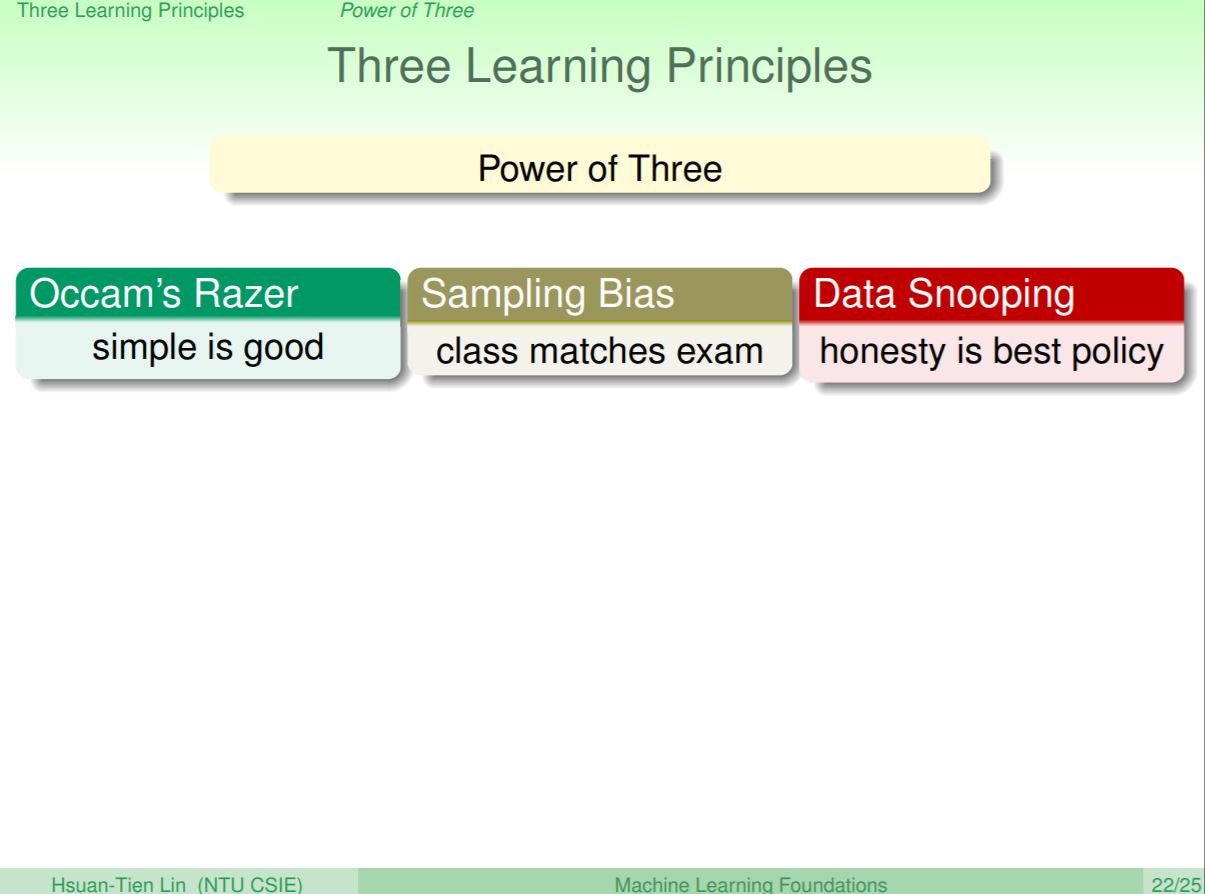 Three Learning Principles Power of Three
Three Learning Principles
Power of Three
Occam's Razer
simple is good
Sampling Bias
class matches exam
Data Snooping
honesty is best policy
Hsuan-Tien Lin (NTU CSIE) Machine Learning Foundations 22/25